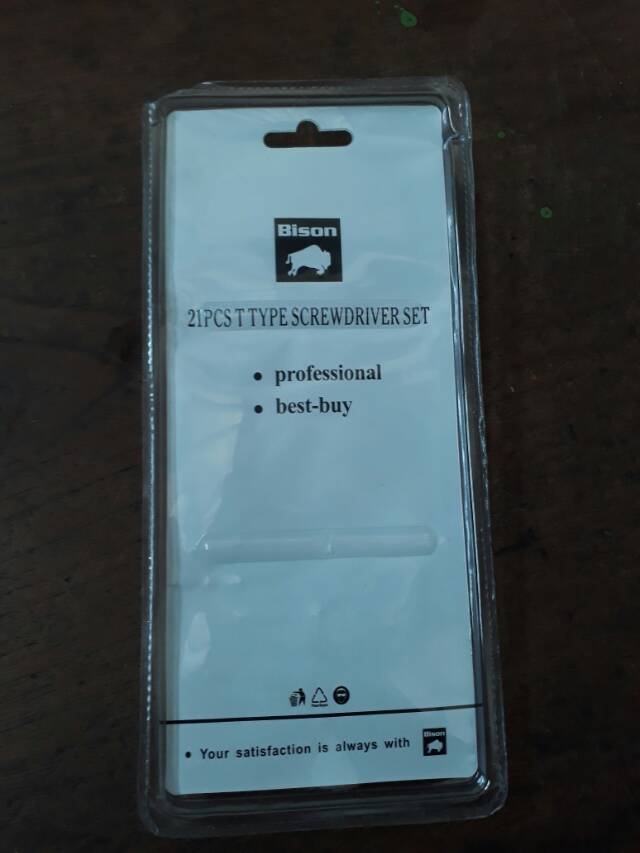 Bison
21PCS T TYPE SCREWDRIVER SET
• professional
• best-buy
• Your satisfaction is always with Bison